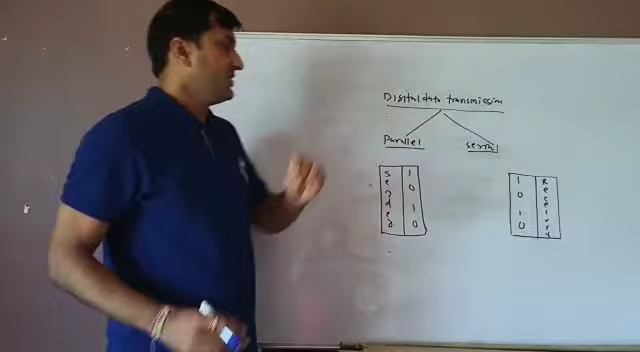 Digital data transmission
Parallel serial
Sender 1 0 1 0
1 0 1 0 Receiver